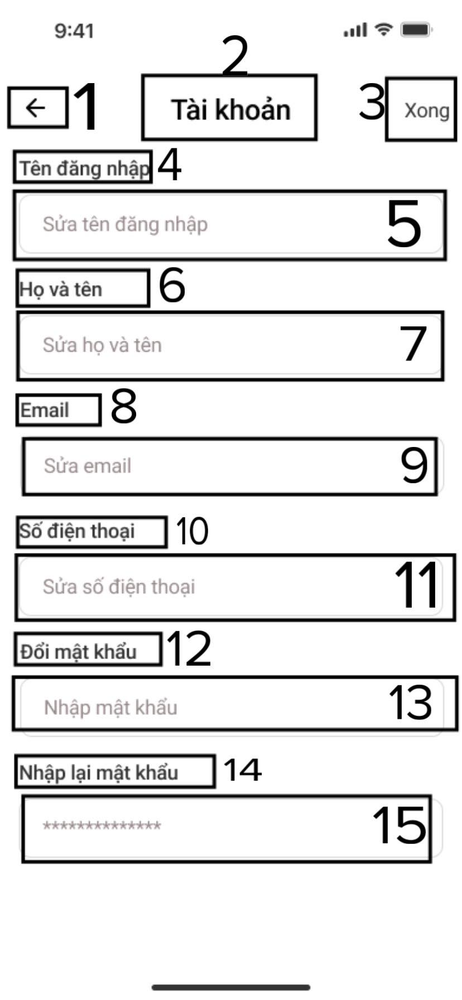 9:41
2
← 1 Tài khoản 3 Xong
Tên đăng nhập 4
Sửa tên đăng nhập 5
Họ và tên 6
Sửa họ và tên 7
Email 8
Sửa email 9
Số điện thoại 10
Sửa số điện thoại 11
Đổi mật khẩu 12
Nhập mật khẩu 13
Nhập lại mật khẩu 14
************** 15